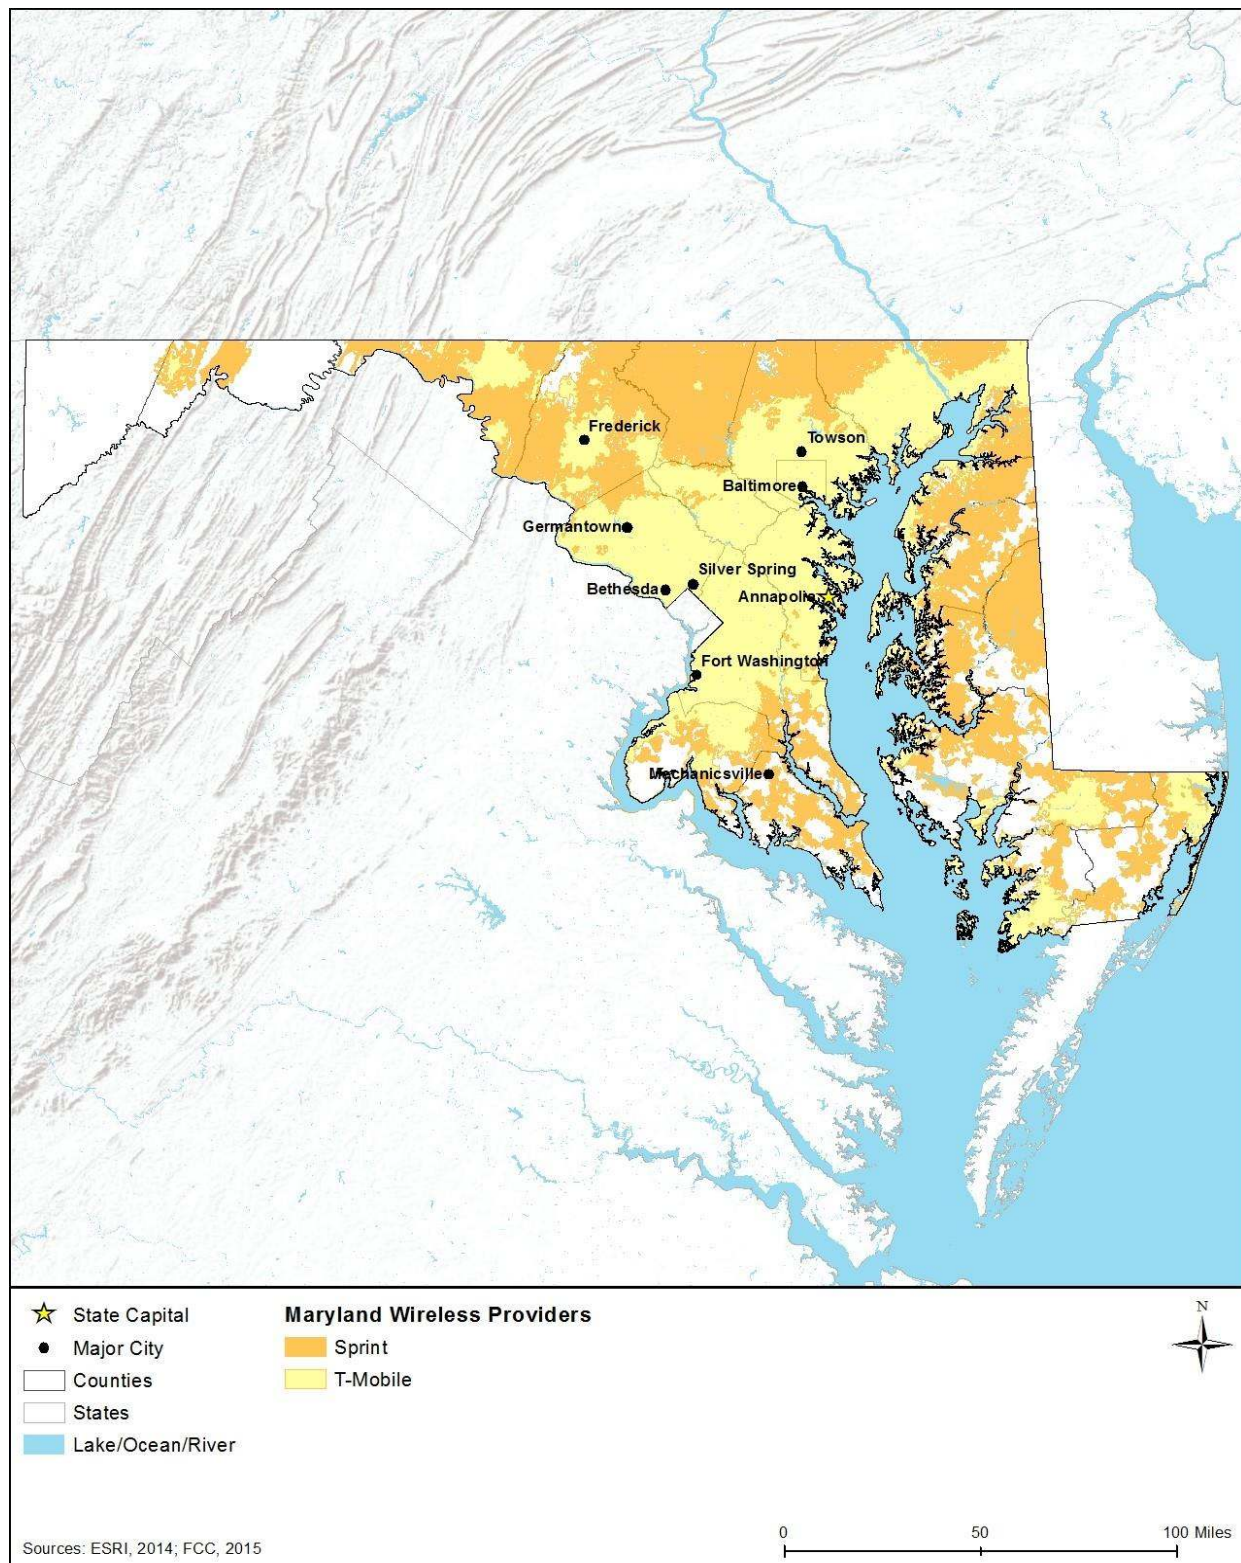 Frederick
Towson
Baltimore
Germantown
Silver Spring
Bethesda
Annapolis
Fort Washington
Mechanicsville
State Capital
Major City
Counties
States
Lake/Ocean/River
Maryland Wireless Providers
Sprint
T-Mobile
N
0 50 100 Miles
Sources: ESRI, 2014; FCC, 2015